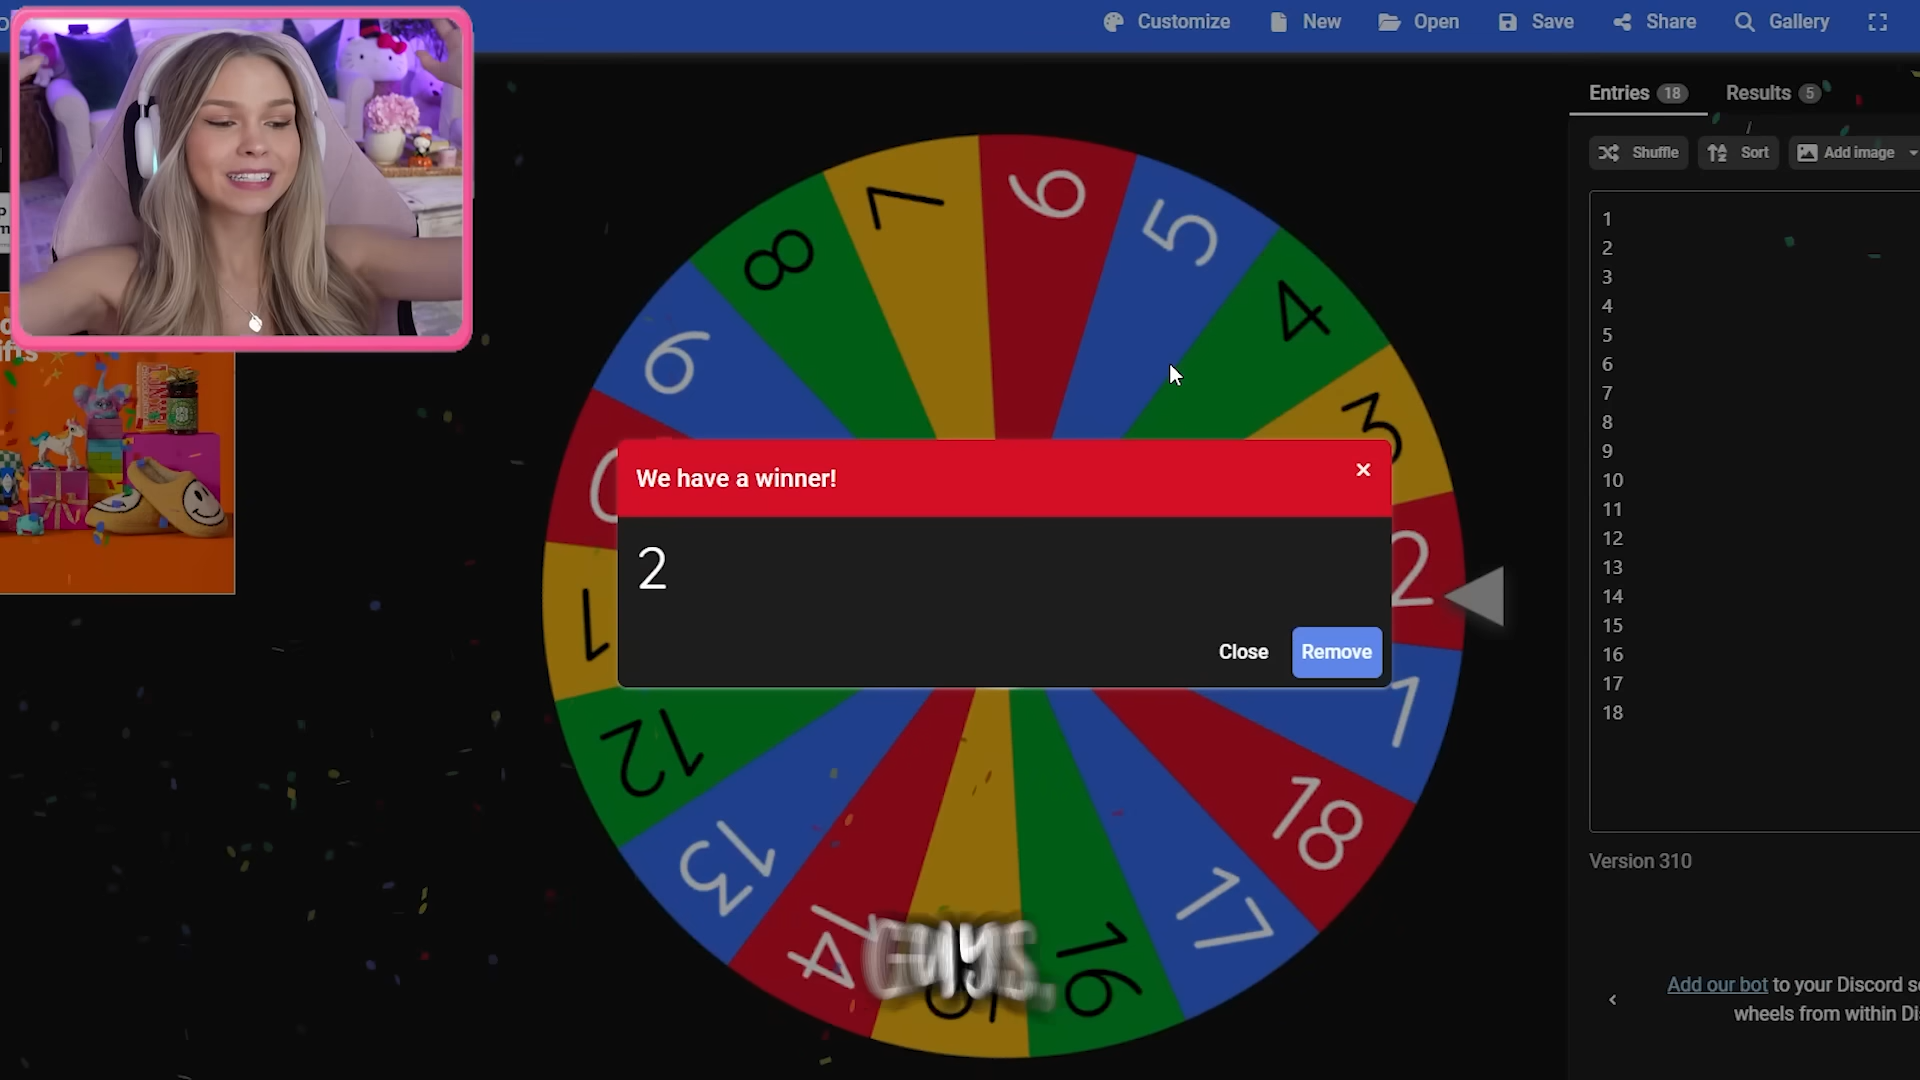 Customize
New
Open
Save
Share
Gallery
Entries 18
Results 5
Shuffle
Sort
Add image
1
2
3
4
5
6
7
8
9
10
11
12
13
14
15
16
17
18
Version 310
Add our bot to your Discord
wheels from within
We have a winner!
2
Close
Remove
7
6
5
4
3
2
1
18
17
16
14
13
12
9
8
GUYS,